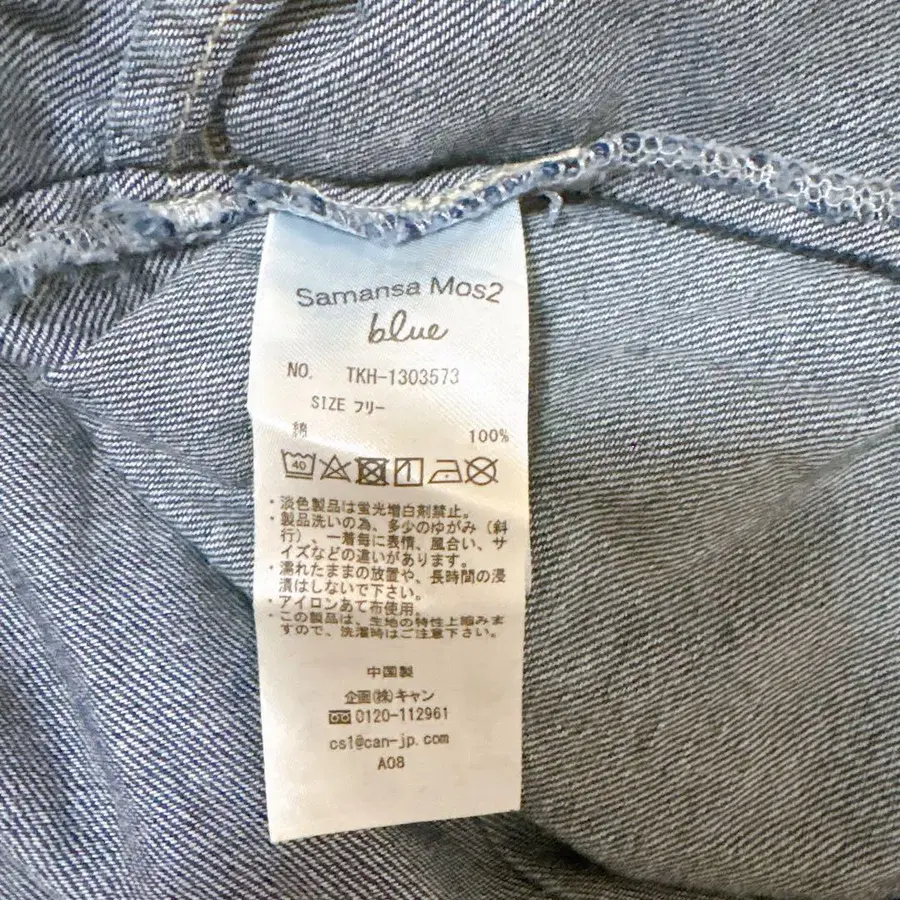 Samansa Mos2
blue
NO. TKH-1303573
SIZE フリー
綿 100%
40
・淡色製品は蛍光増白剤禁止。
・製品洗いの為、多少のゆがみ（斜
行）、一着毎に表情、風合い、サ
イズなどの違いがあります。
・濡れたままの放置や、長時間の浸
漬はしないで下さい。
・アイロンあて布使用。
・この製品は、生地の特性上縮みま
すので、洗濯時はご注意下さい。
中国製
企画(株)キャン
0120-112961
cs1@can-jp.com
A08